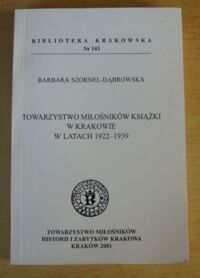 BIBLIOTEKA KRAKOWSKA
Nr 143
BARBARA SZORNEL-DĄBROWSKA
TOWARZYSTWO MIŁOŚNIKÓW KSIĄŻKI
W KRAKOWIE
W LATACH 1922–1939
TOWARZYSTWO MIŁOŚNIKÓW
HISTORII I ZABYTKÓW KRAKOWA
KRAKÓW 2001